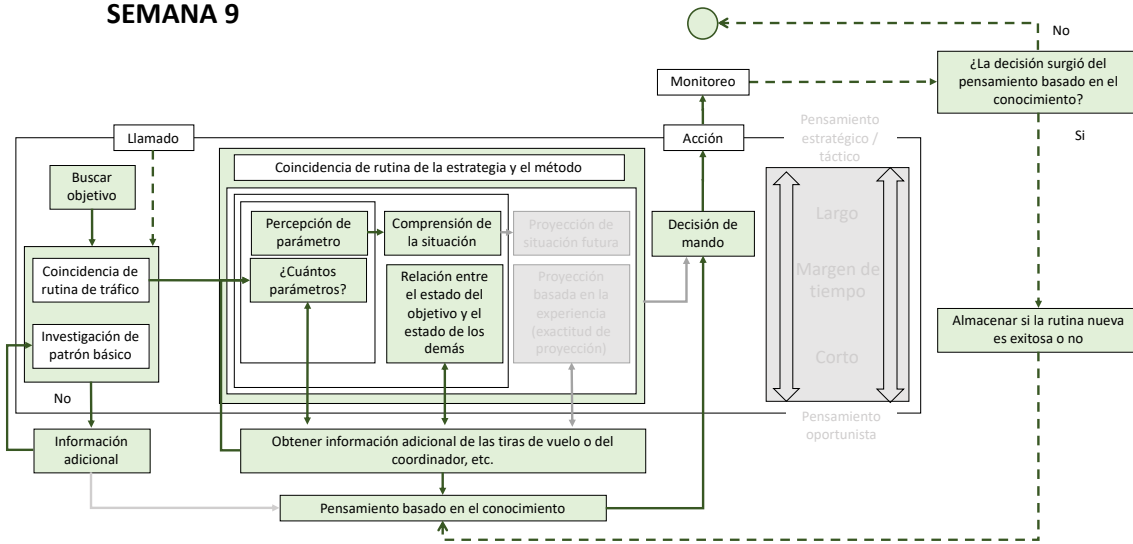 SEMANA 9
No
¿La decisión surgió del
pensamiento basado en el
conocimiento?
Monitoreo
Si
Llamado
Acción
Pensamiento
estratégico /
táctico
Buscar
objetivo
Coincidencia de rutina de la estrategia y el método
Percepción de
parámetro
Comprensión de
la situación
Proyección de
situación futura
Decisión de
mando
Largo
Coincidencia de
rutina de tráfico
¿Cuántos
parámetros?
Relación entre
el estado del
objetivo y el
estado de los
demás
Proyección
basada en la
experiencia
(exactitud de
proyección)
Margen de
tiempo
Investigación de
patrón básico
Corto
Almacenar si la rutina nueva
es exitosa o no
No
Pensamiento
oportunista
Información
adicional
Obtener información adicional de las tiras de vuelo o del
coordinador, etc.
Pensamiento basado en el conocimiento